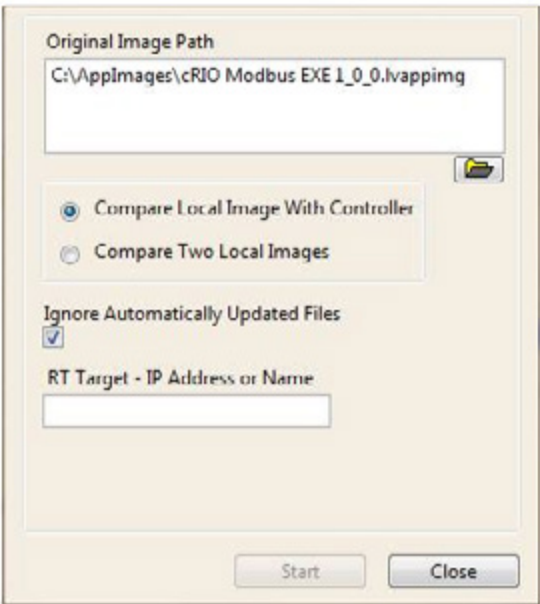 Original Image Path
C:\AppImages\cRIO Modbus EXE 1_0_0.lvappimg
Compare Local Image With Controller
Compare Two Local Images
Ignore Automatically Updated Files
RT Target - IP Address or Name
Start
Close